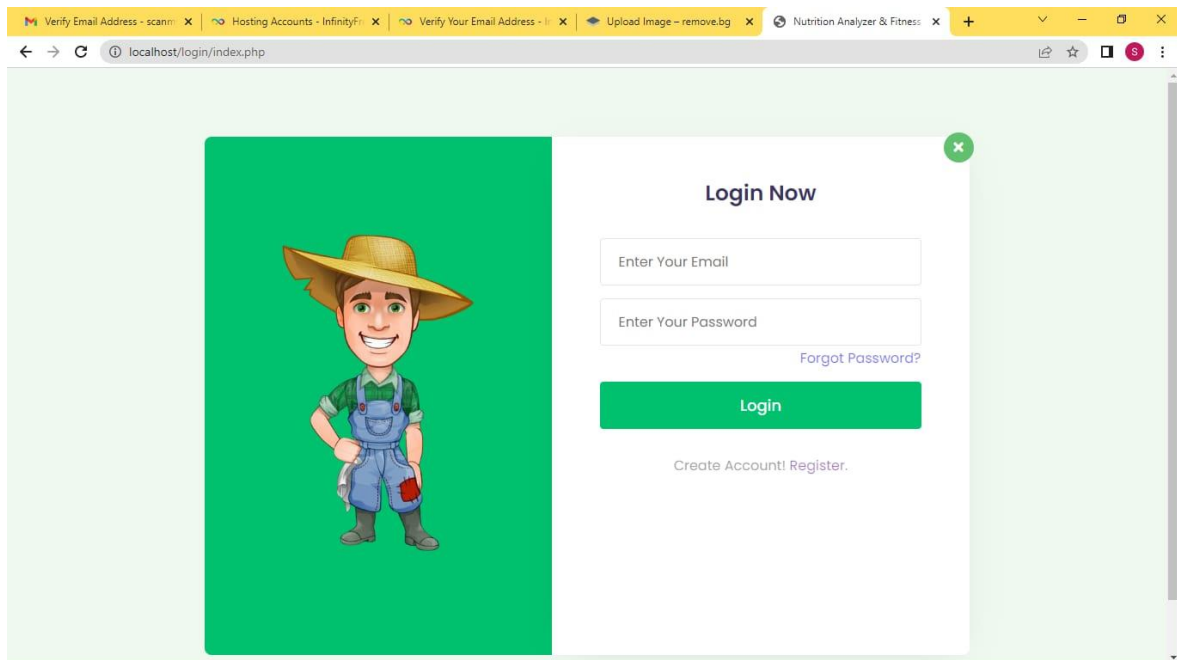 Verify Email Address - scanm
Hosting Accounts - InfinityFr
Verify Your Email Address - In
Upload Image – remove.bg
Nutrition Analyzer & Fitness
localhost/login/index.php
S
Login Now
Enter Your Email
Enter Your Password
Forgot Password?
Login
Create Account! Register.